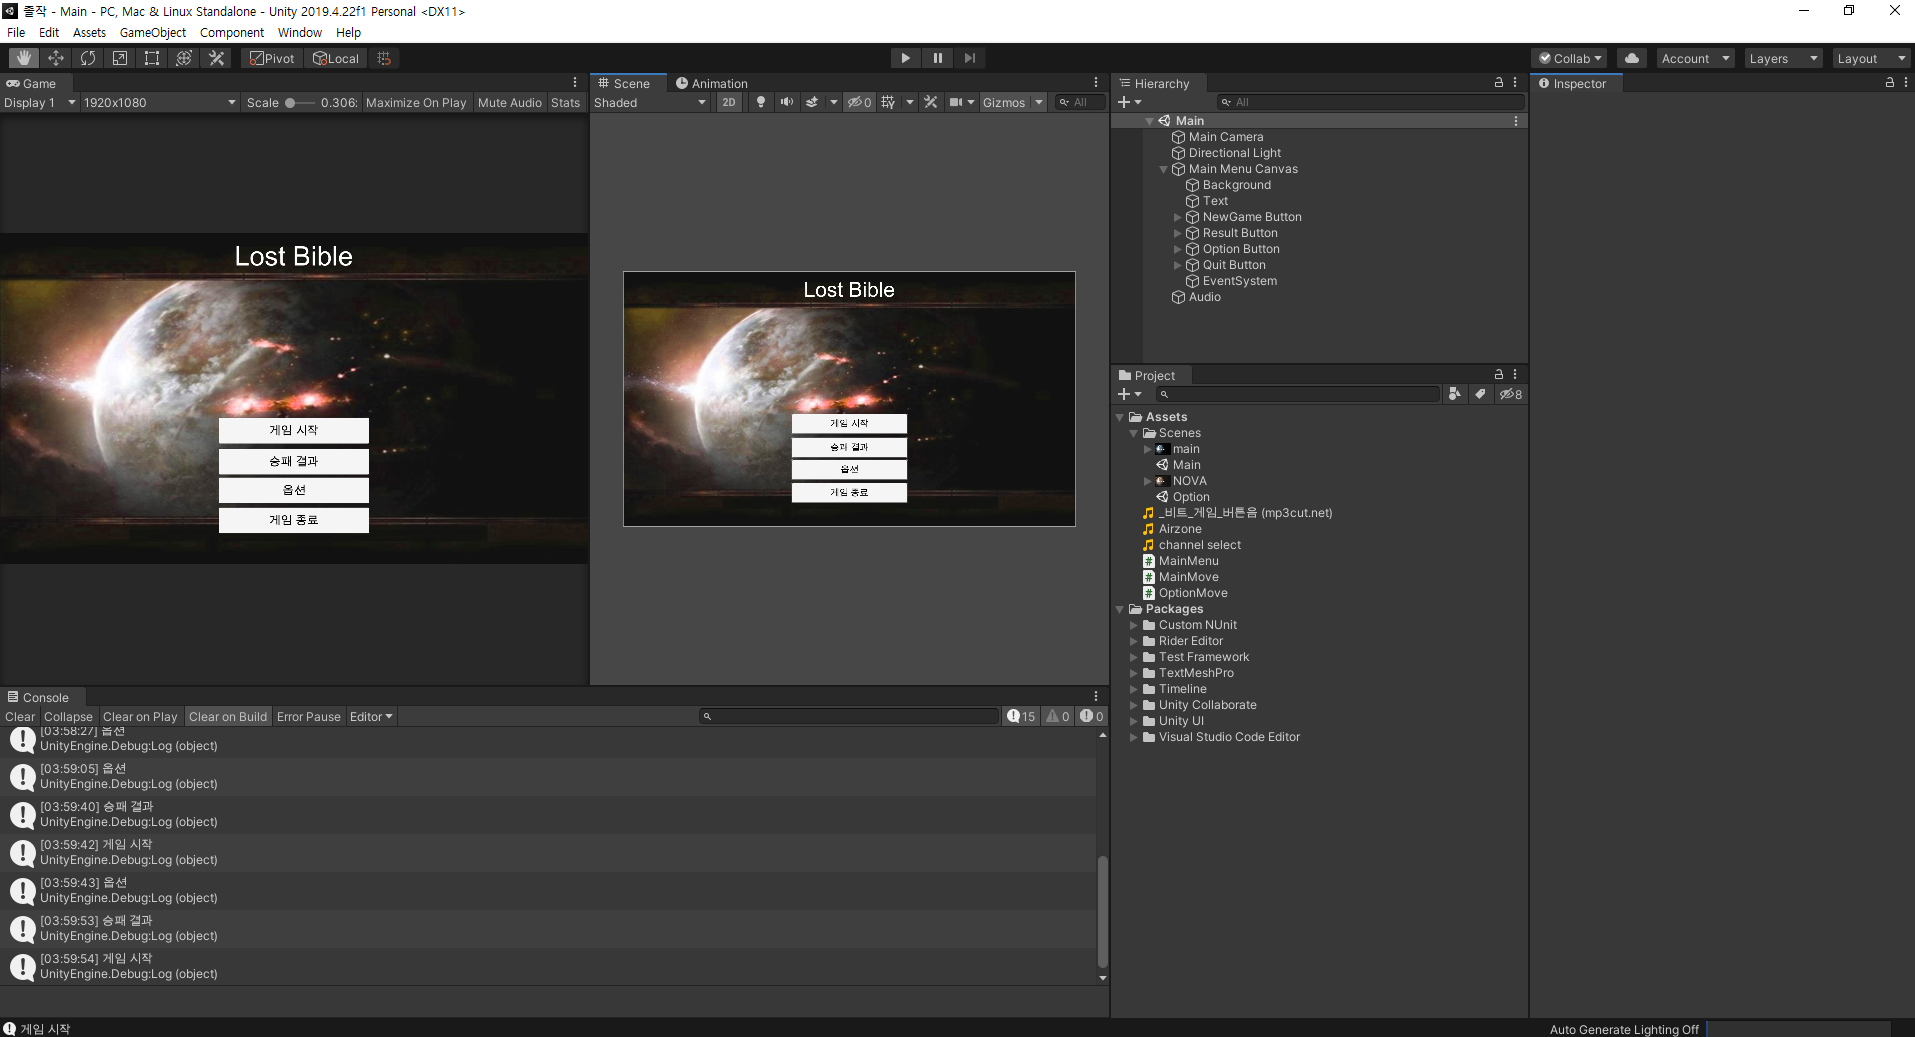 졸작 - Main - PC, Mac & Linux Standalone - Unity 2019.4.22f1 Personal <DX11>
File Edit Assets GameObject Component Window Help
Pivot Local Collab Account Layers Layout
Game
Display 1 1920x1080 Scale 0.306: Maximize On Play Mute Audio Stats
Lost Bible
게임 시작
승패 결과
옵션
게임 종료
Scene Animation
Shaded 2D 0 Gizmos All
Lost Bible
게임 시작
승패 결과
옵션
게임 종료
Console
Clear Collapse Clear on Play Clear on Build Error Pause Editor 15 0 0
[03:58:27] 옵션
UnityEngine.Debug:Log (object)
[03:59:05] 옵션
UnityEngine.Debug:Log (object)
[03:59:40] 승패 결과
UnityEngine.Debug:Log (object)
[03:59:42] 게임 시작
UnityEngine.Debug:Log (object)
[03:59:43] 옵션
UnityEngine.Debug:Log (object)
[03:59:53] 승패 결과
UnityEngine.Debug:Log (object)
[03:59:54] 게임 시작
UnityEngine.Debug:Log (object)
Hierarchy
All
Main
Main Camera
Directional Light
Main Menu Canvas
Background
Text
NewGame Button
Result Button
Option Button
Quit Button
EventSystem
Audio
Project
8
Assets
Scenes
main
Main
NOVA
Option
_비트_게임_버튼음 (mp3cut.net)
Airzone
channel select
MainMenu
MainMove
OptionMove
Packages
Custom NUnit
Rider Editor
Test Framework
TextMeshPro
Timeline
Unity Collaborate
Unity UI
Visual Studio Code Editor
Inspector
게임 시작
Auto Generate Lighting Off